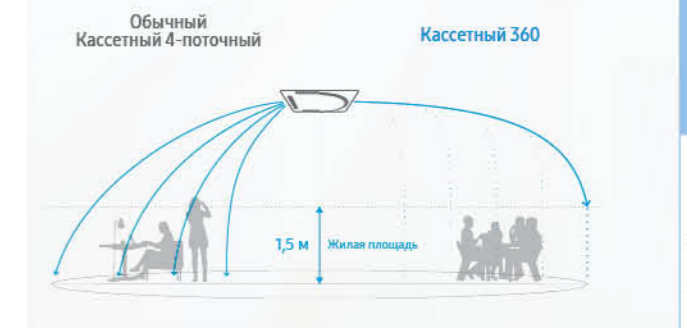 Обычный
Кассетный 4-поточный
Кассетный 360
1,5 м
Жилая площадь